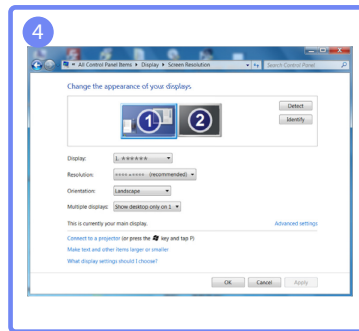 4
All Control Panel Items ▸ Display ▸ Screen Resolution
Search Control Panel
Change the appearance of your displays
1 2
Detect
Identify
Display: 1. ******
Resolution: ****×**** (recommended)
Orientation: Landscape
Multiple displays: Show desktop only on 1
This is currently your main display.
Advanced settings
Connect to a projector (or press the key and tap P)
Make text and other items larger or smaller
What display settings should I choose?
OK Cancel Apply